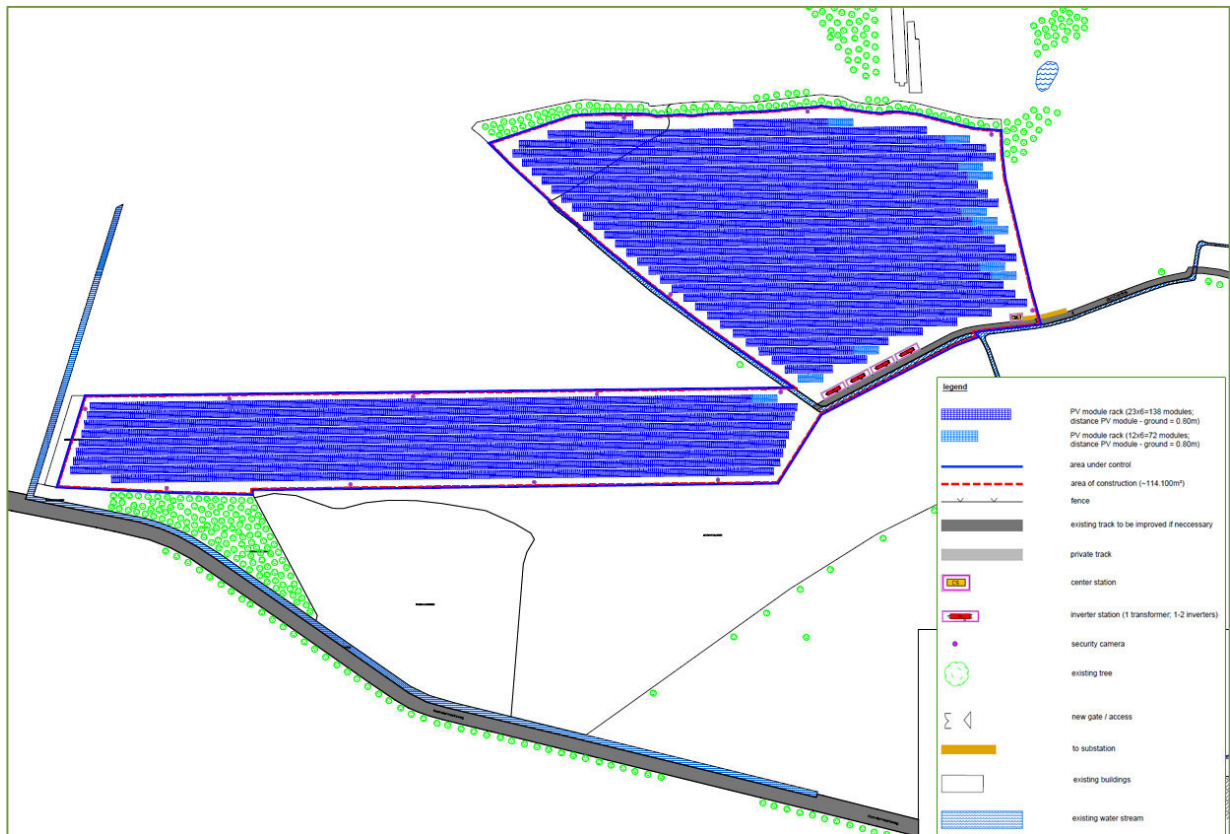 legend
PV module rack (23x6=138 modules;
distance PV module - ground = 0.80m)
PV module rack (12x6=72 modules;
distance PV module - ground = 0.80m)
area under control
area of construction (~114.100m²)
fence
existing track to be improved if neccessary
private track
CS
center station
inverter station (1 transformer; 1-2 inverters)
security camera
existing tree
new gate / access
to substation
existing buildings
existing water stream